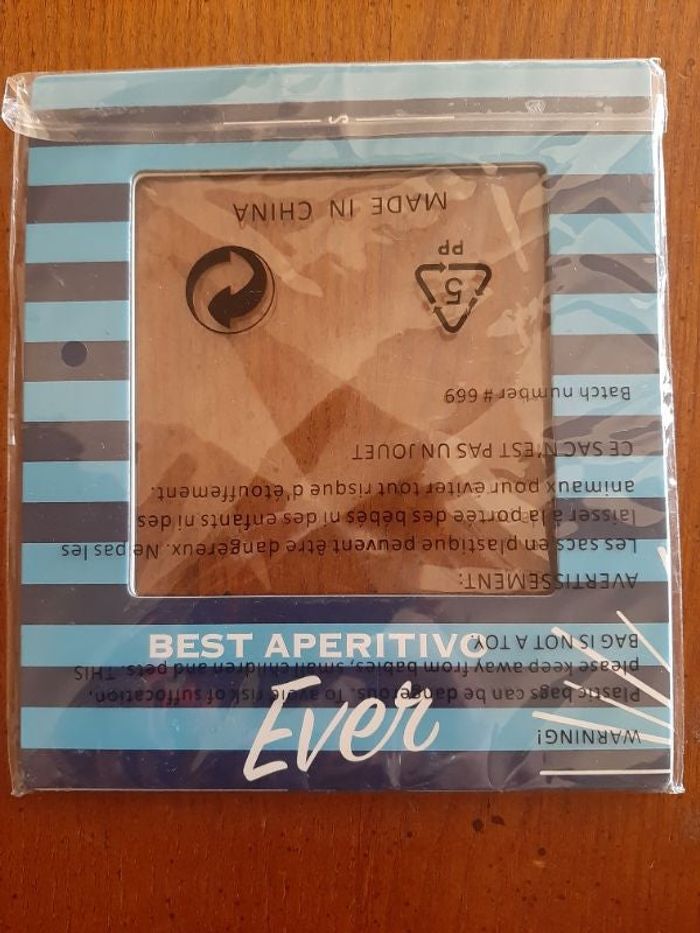 BEST APERITIVO
Ever
WARNING!
Plastic bags can be dangerous. To avoid risk of suffocation.
please keep away from babies, small children and pets. THIS
BAG IS NOT A TOY.
AVERTISSEMENT:
Les sacs en plastique peuvent être dangereux. Ne pas les
laisser à la portée des bébés ni des enfants ni des
animaux pour éviter tout risque d'étouffement.
CE SAC N'EST PAS UN JOUET
Batch number # 669
5
PP
MADE IN CHINA
S